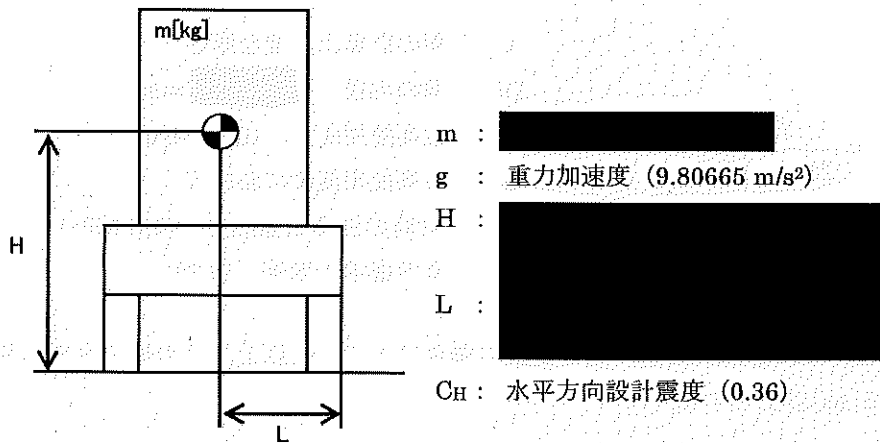 m[kg]
H
L
m :
g : 重力加速度（9.80665 m/s²）
H :
L :
CH : 水平方向設計震度（0.36）